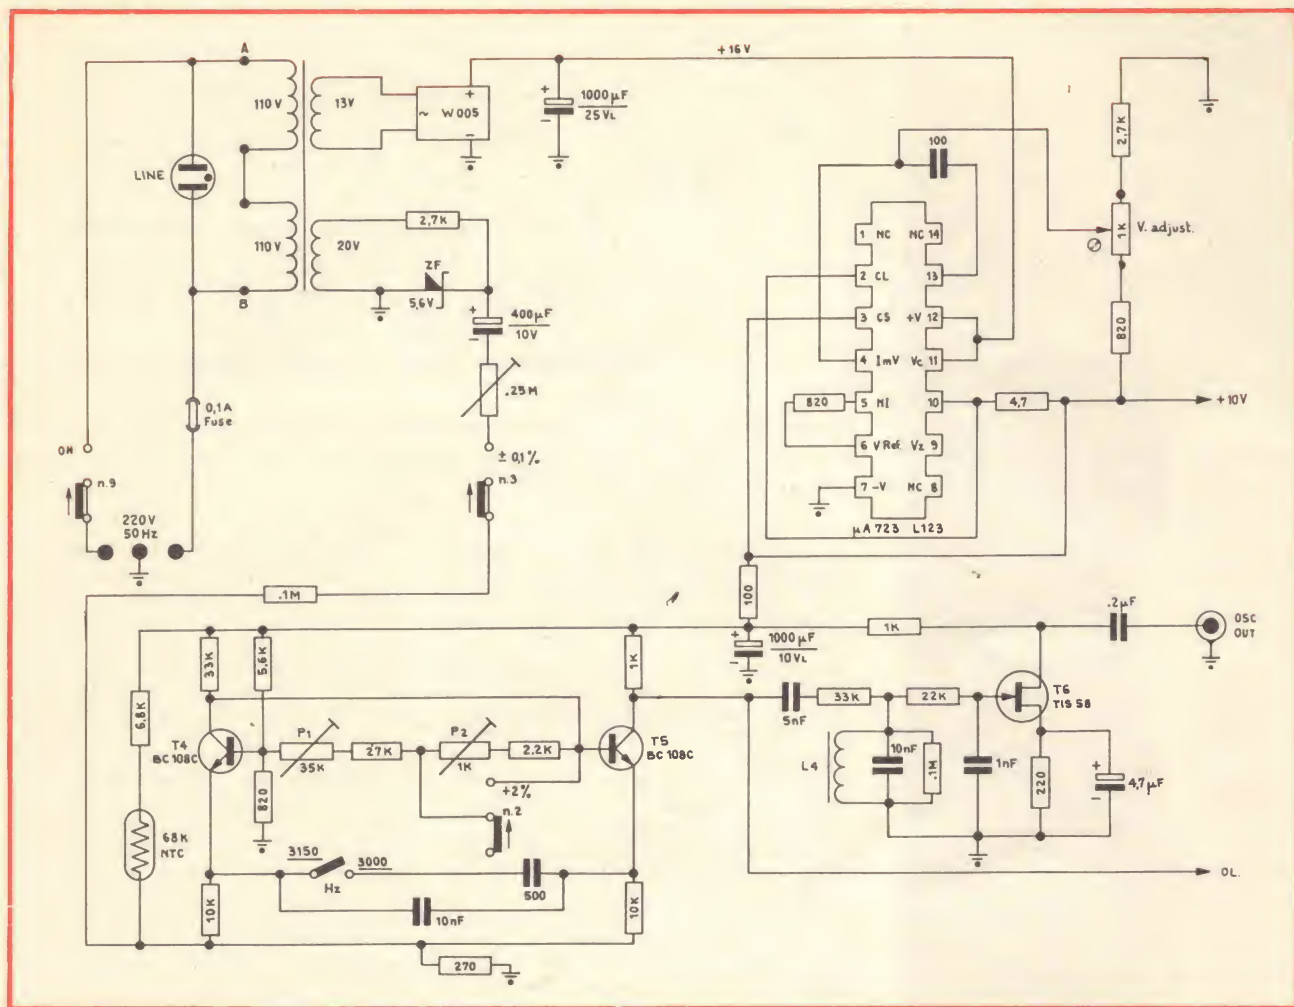 A
+16V
110V
13V
+
~ W005
-
+
1000µF
25VL
-
LINE
100
2,7K
1K
V. adjust.
820
110V
20V
2,7K
ZF
5,6V
B
+
400µF
10V
-
.25M
± 0,1%
n.3
0,1A
Fuse
ON
n.9
220V
50Hz
1 NC
NC 14
2 CL
13
3 CS
+V 12
4 ImV
Vc 11
820
5 NI
10
4,7
+10V
6 VRef.
Vz 9
7 -V
NC 8
µA 723 L123
.1M
100
+
1000µF
10VL
-
1K
.2µF
OSC
OUT
33K
5,6K
6,8K
1K
T4
BC108C
P1
35K
27K
P2
1K
2,2K
T5
BC 108C
5nF
33K
22K
T6
TIS 58
L4
10nF
.1M
1nF
220
+
4,7µF
-
820
+2%
n.2
68K
NTC
3150
3000
Hz
500
10nF
10K
10K
OL.
270